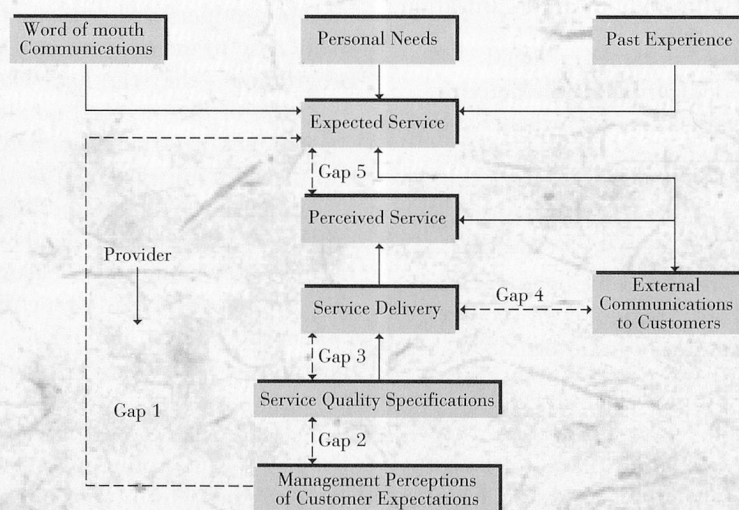 Word of mouth
Communications
Personal Needs
Past Experience
Expected Service
Gap 5
Perceived Service
Provider
Service Delivery
Gap 4
External
Communications
to Customers
Gap 3
Gap 1
Service Quality Specifications
Gap 2
Management Perceptions
of Customer Expectations